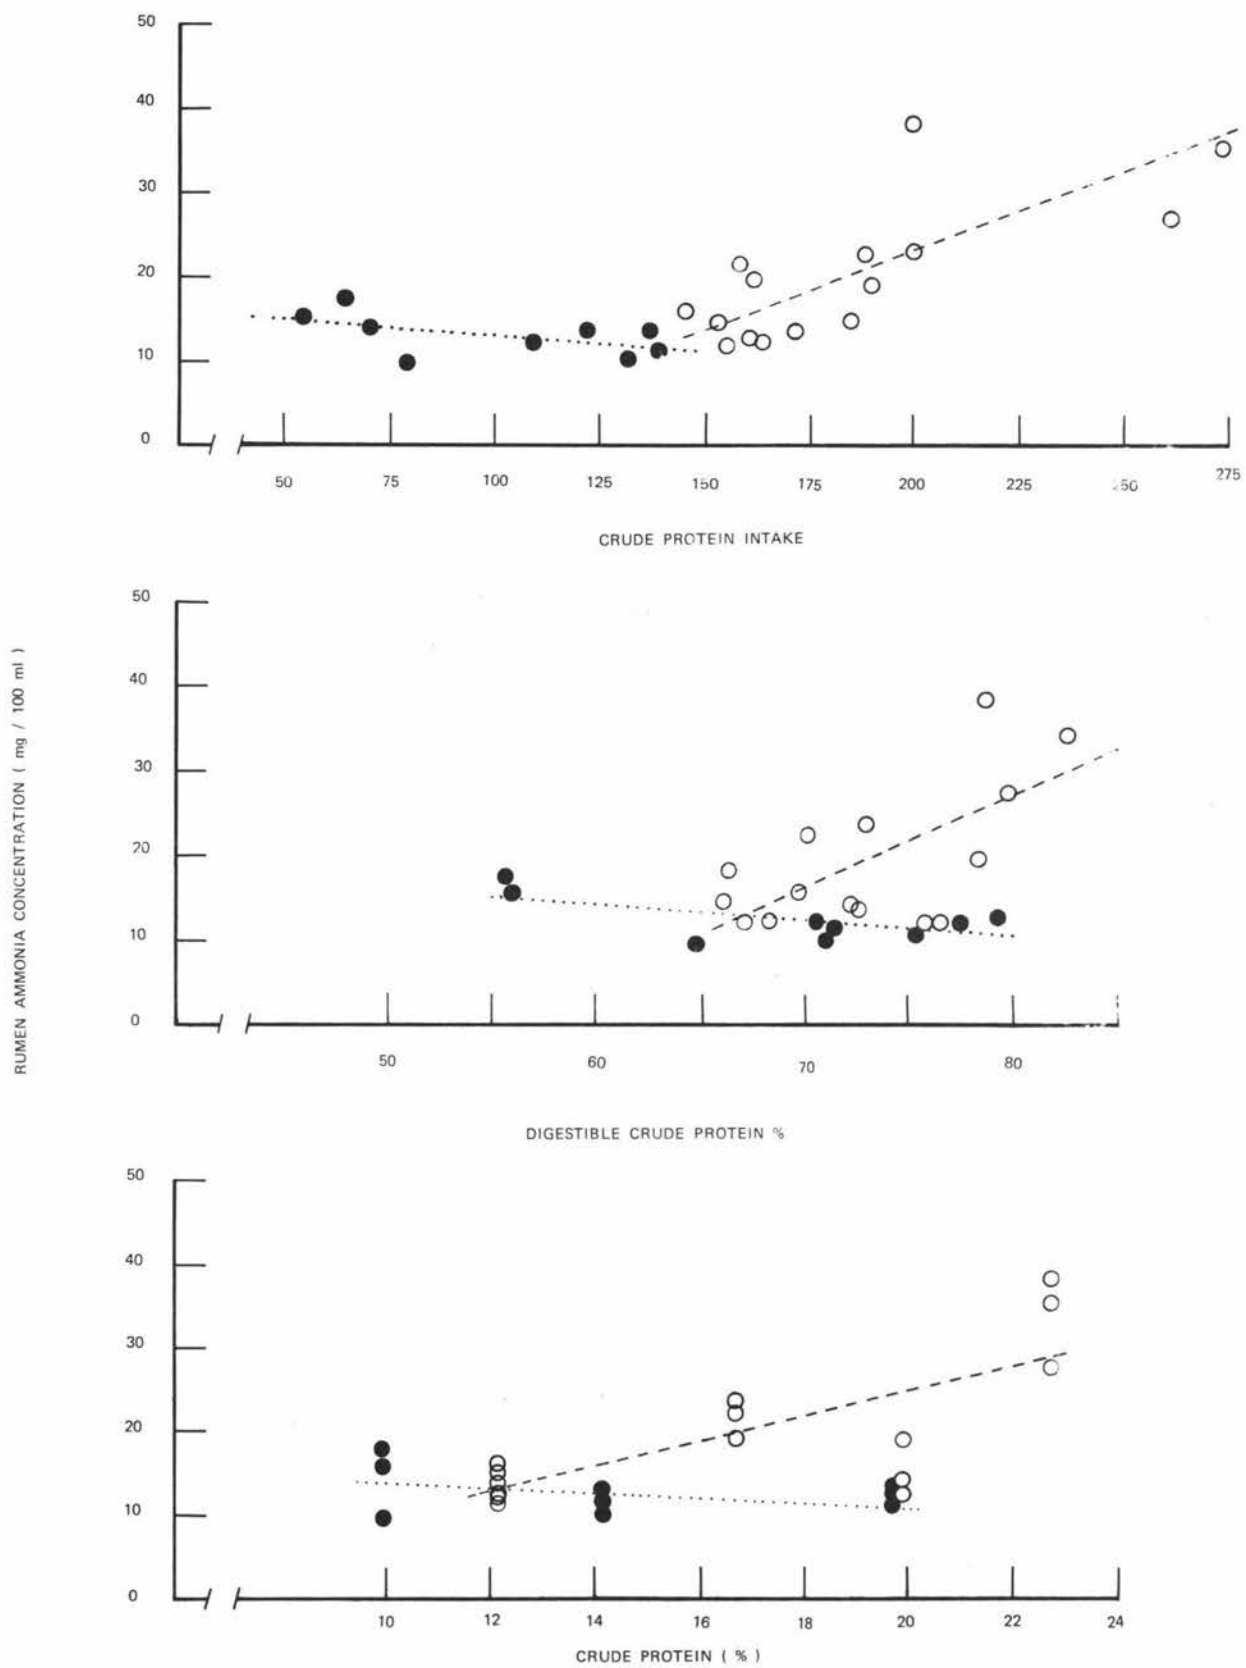 50
40
30
20
10
0
50 75 100 125 150 175 200 225 250 275
CRUDE PROTEIN INTAKE
RUMEN AMMONIA CONCENTRATION ( mg / 100 ml )
50
40
30
20
10
0
50 60 70 80
DIGESTIBLE CRUDE PROTEIN %
50
40
30
20
10
0
10 12 14 16 18 20 22 24
CRUDE PROTEIN ( % )